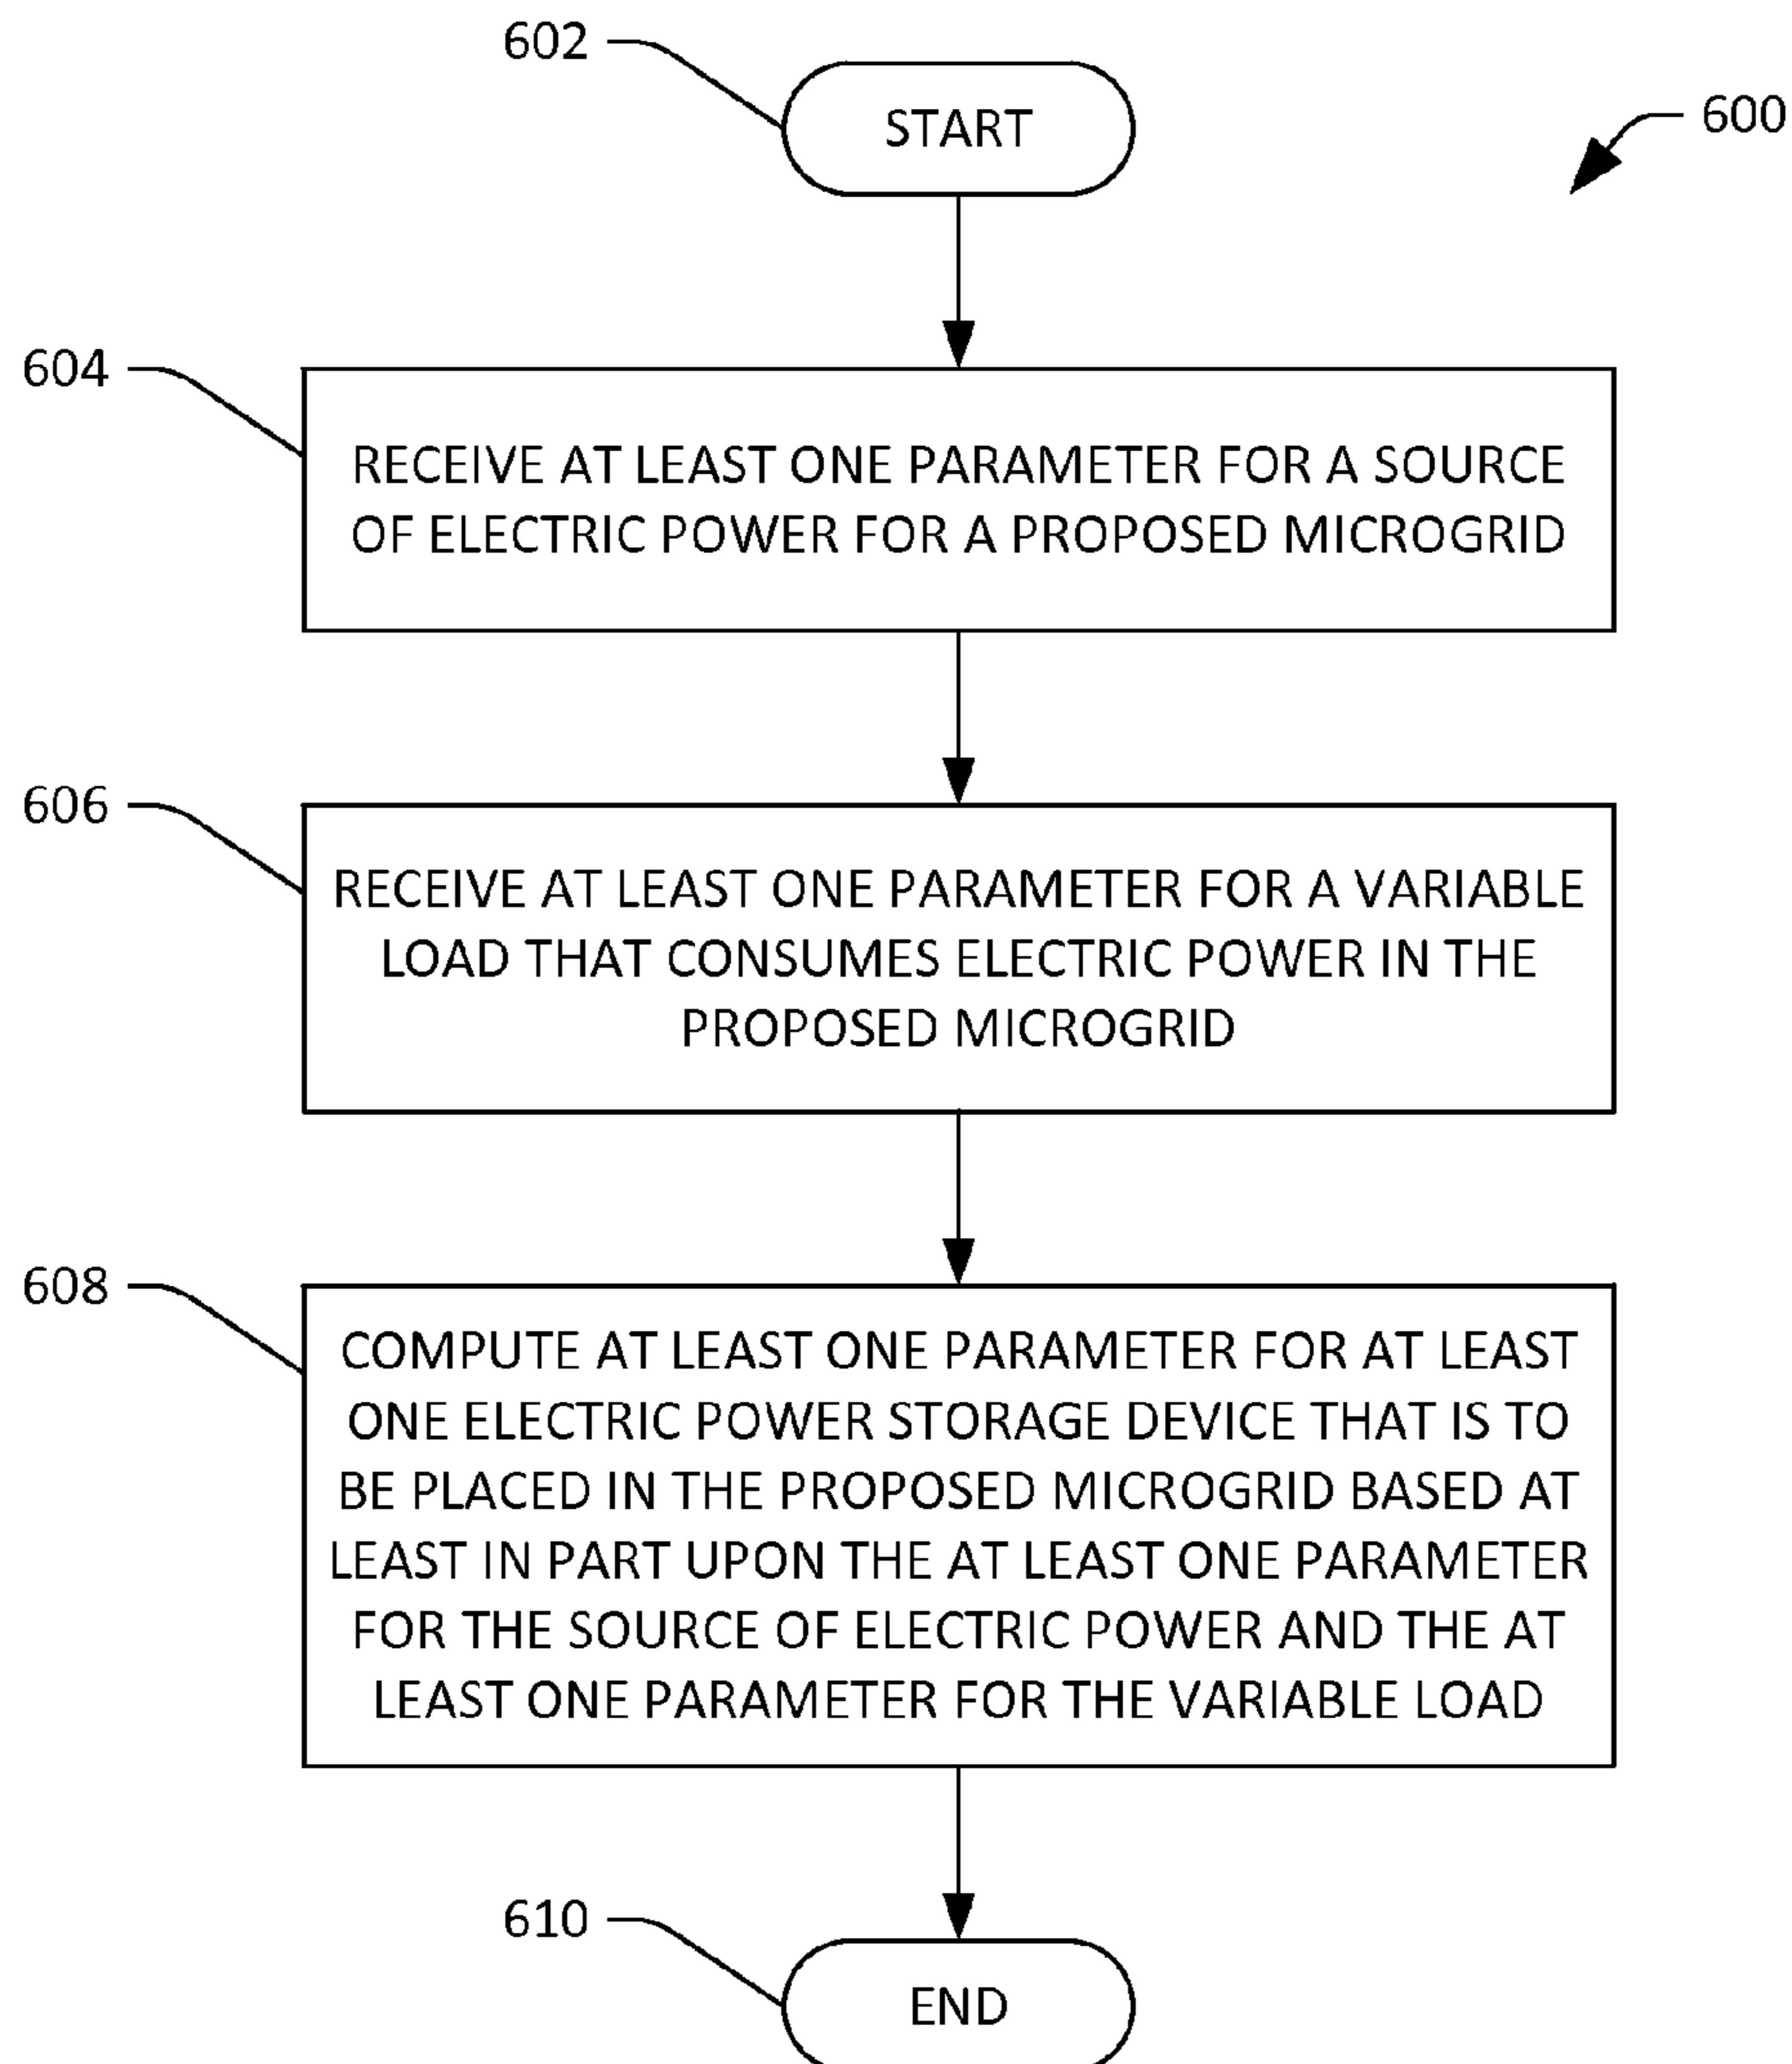 602
START
600
604
RECEIVE AT LEAST ONE PARAMETER FOR A SOURCE
OF ELECTRIC POWER FOR A PROPOSED MICROGRID
606
RECEIVE AT LEAST ONE PARAMETER FOR A VARIABLE
LOAD THAT CONSUMES ELECTRIC POWER IN THE
PROPOSED MICROGRID
608
COMPUTE AT LEAST ONE PARAMETER FOR AT LEAST
ONE ELECTRIC POWER STORAGE DEVICE THAT IS TO
BE PLACED IN THE PROPOSED MICROGRID BASED AT
LEAST IN PART UPON THE AT LEAST ONE PARAMETER
FOR THE SOURCE OF ELECTRIC POWER AND THE AT
LEAST ONE PARAMETER FOR THE VARIABLE LOAD
610
END